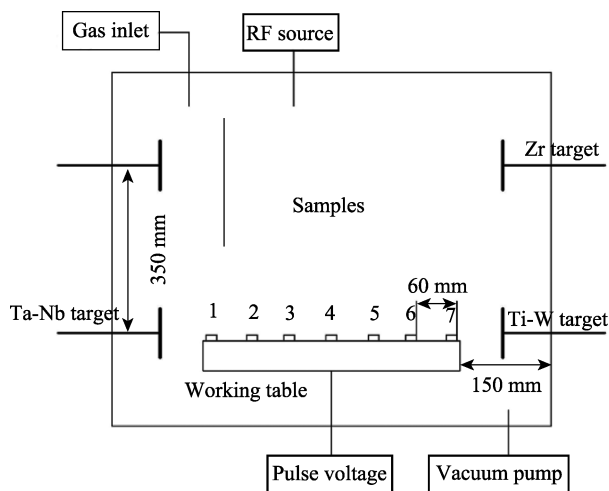 Gas inlet
RF source
Zr target
Samples
350 mm
60 mm
Ta-Nb target
1 2 3 4 5 6 7
Ti-W target
Working table
150 mm
Pulse voltage
Vacuum pump